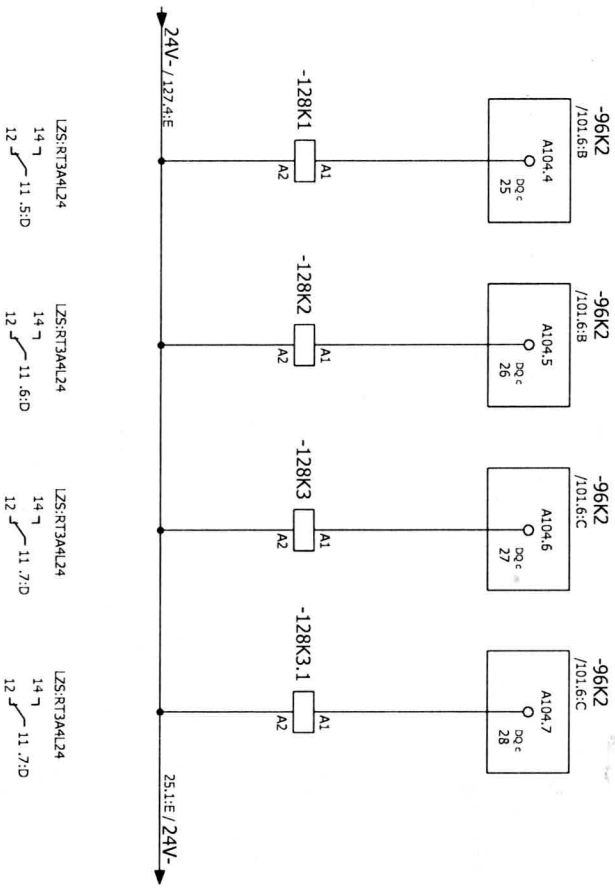 -96K2
/101.6:B
A104.4
DQ c
25
-96K2
/101.6:B
A104.5
DQ c
26
-96K2
/101.6:C
A104.6
DQ c
27
-96K2
/101.6:C
A104.7
DQ c
28
-128K1
A1
A2
-128K2
A1
A2
-128K3
A1
A2
-128K3.1
A1
A2
24V- / 127.4:E
25.1:E / 24V-
LZS:RT3A4L24
14
12 11 .5:D
LZS:RT3A4L24
14
12 11 .6:D
LZS:RT3A4L24
14
12 11 .7:D
LZS:RT3A4L24
14
12 11 .7:D